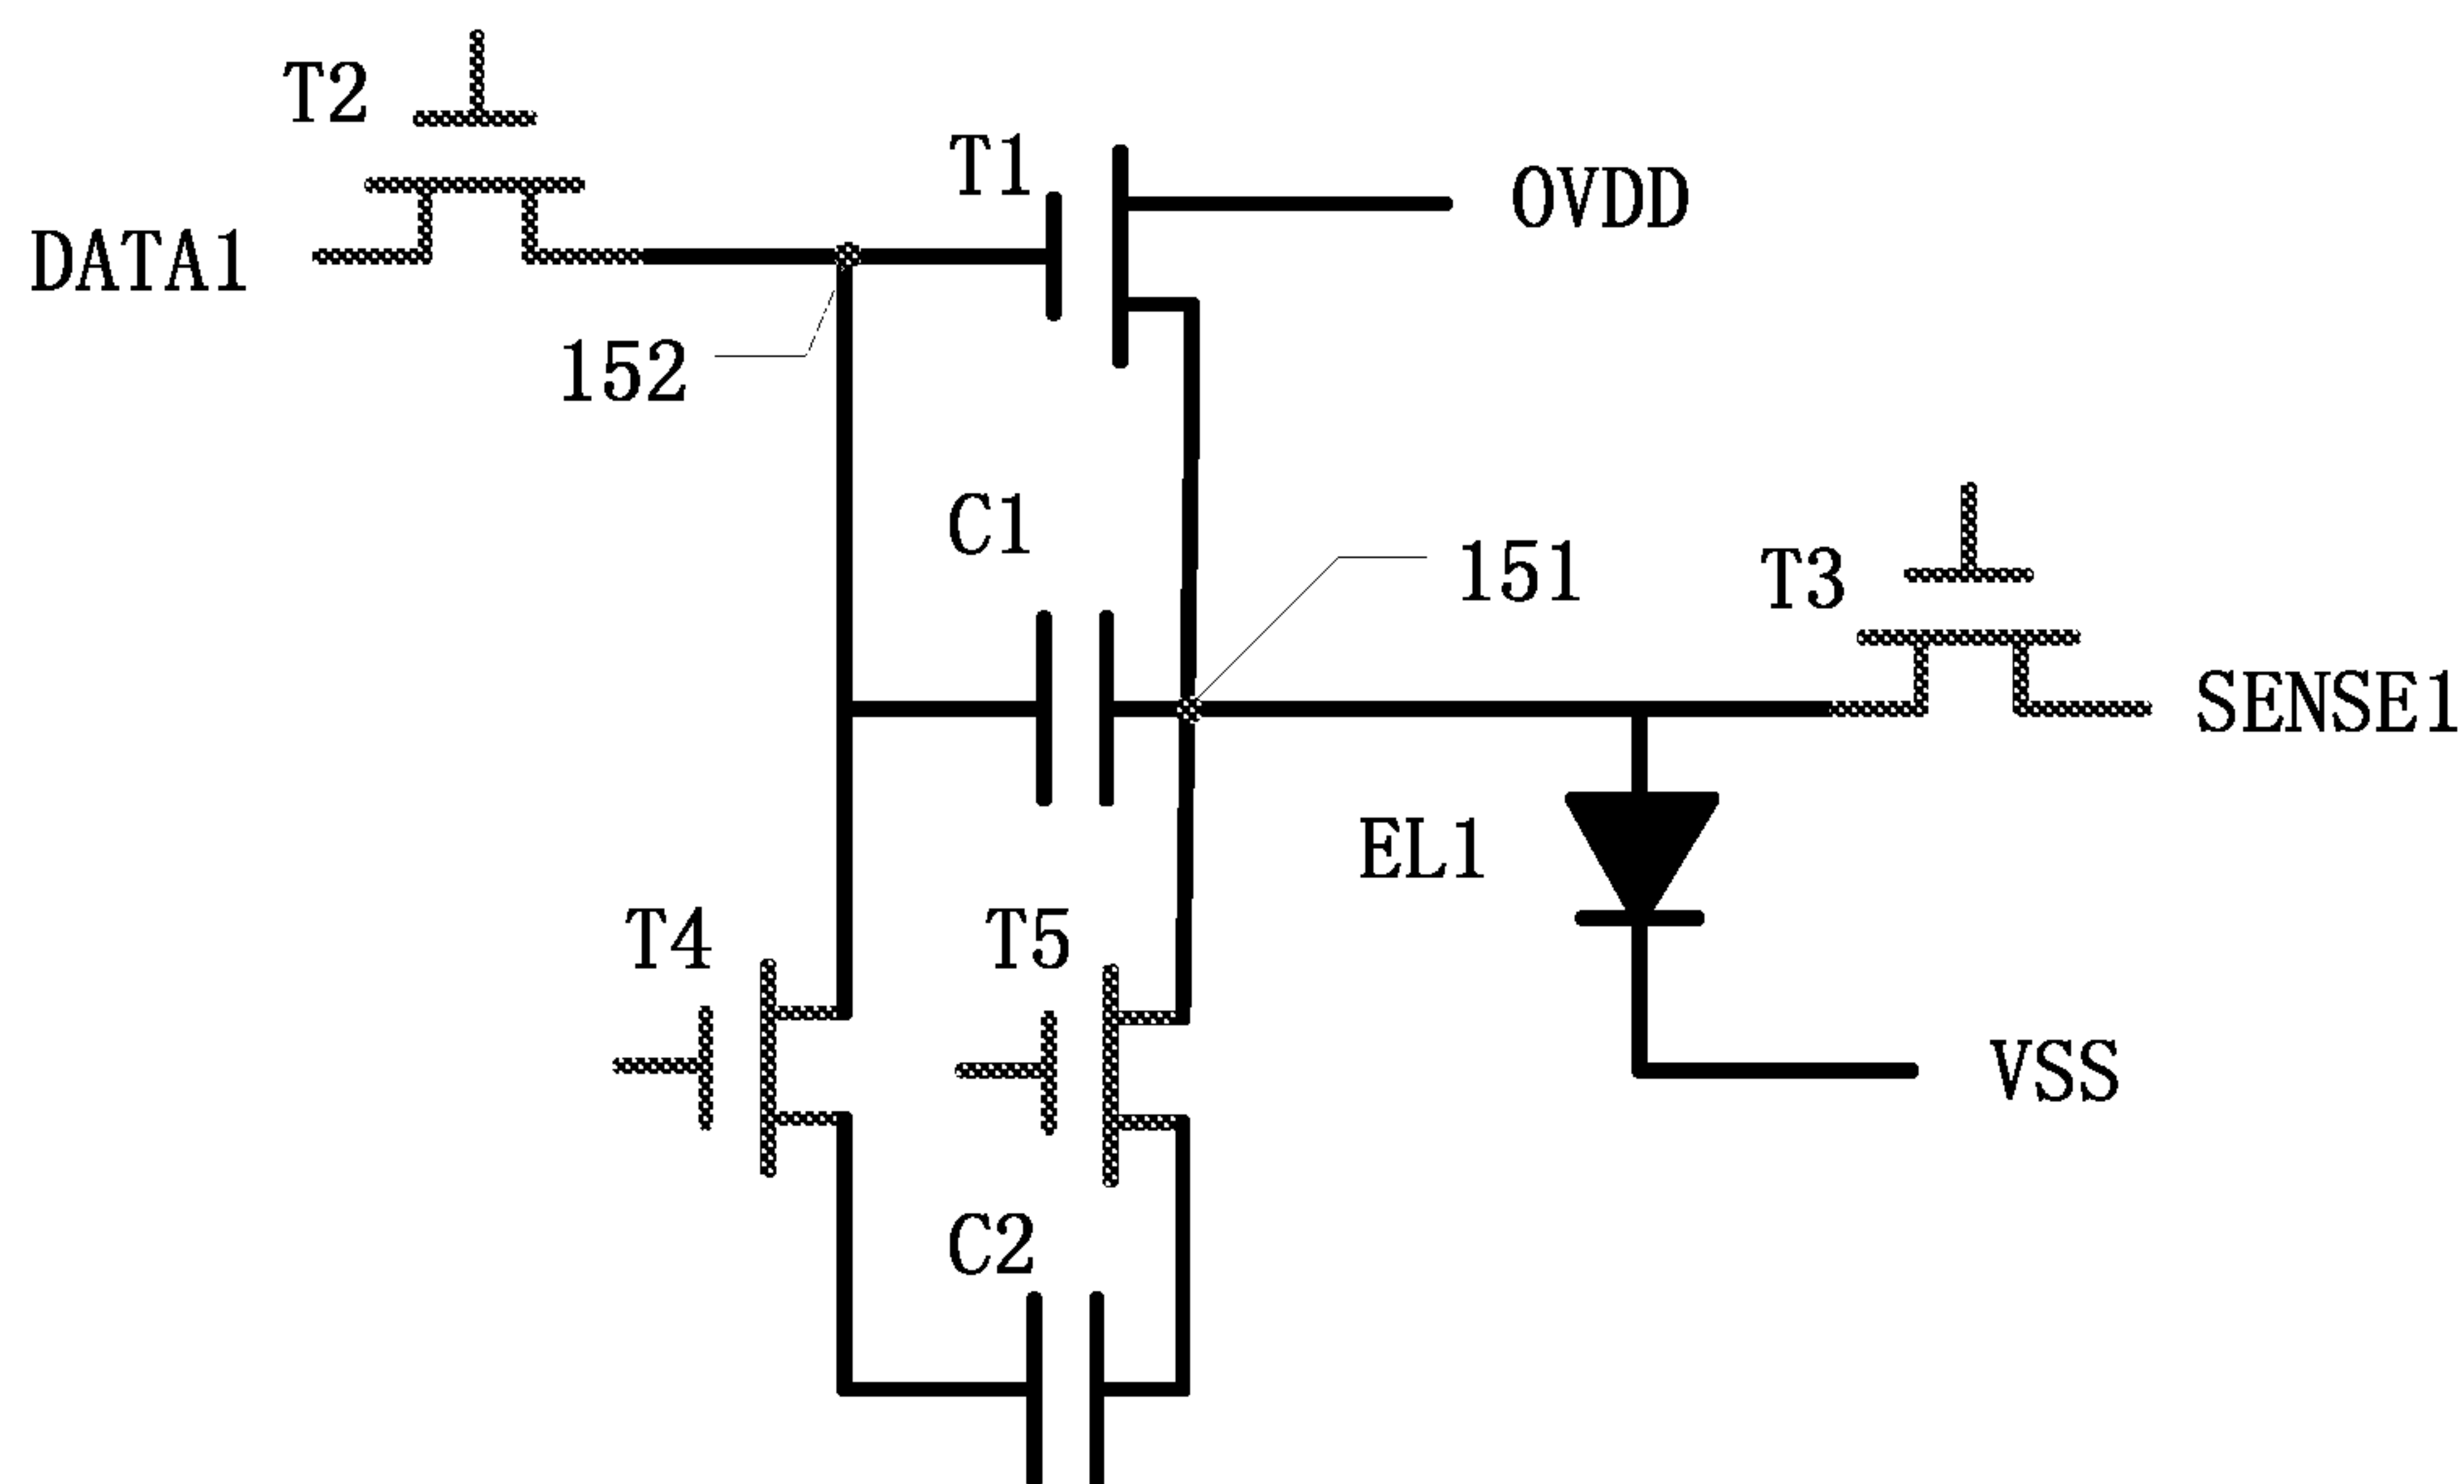 T2
T1
OVDD
DATA1
152
C1
151
T3
SENSE1
EL1
T4
T5
VSS
C2